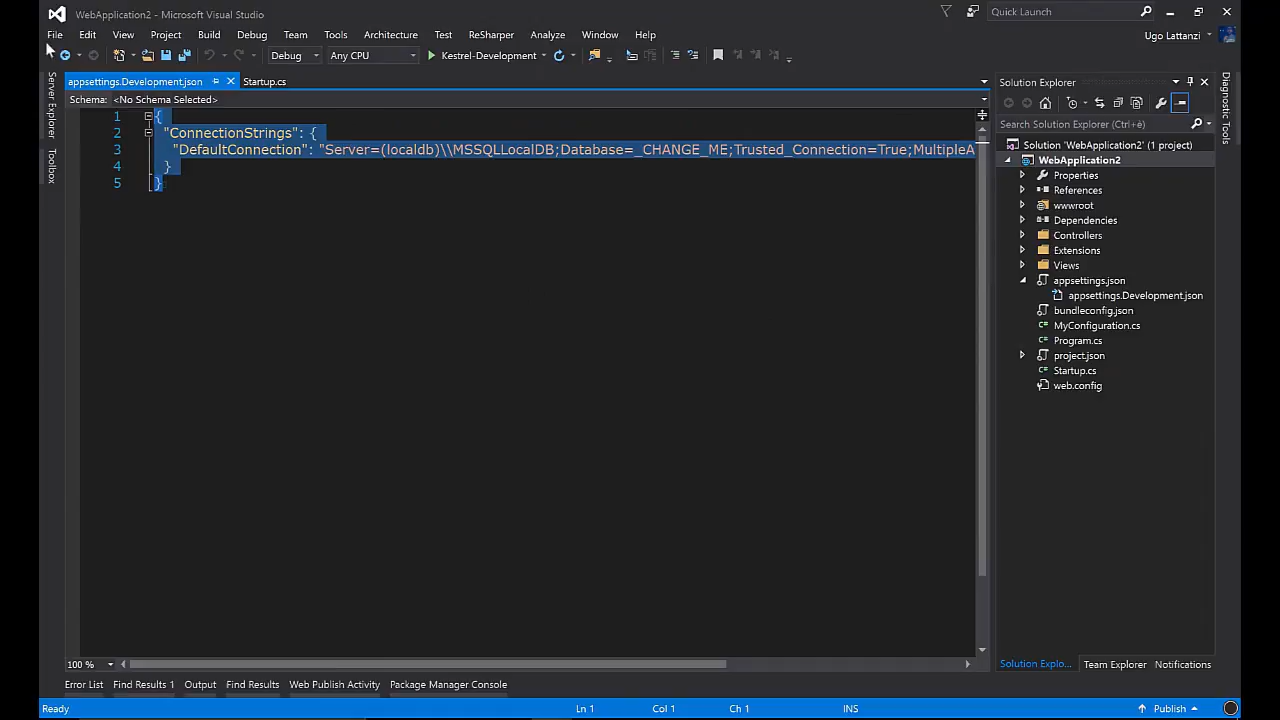 WebApplication2 - Microsoft Visual Studio
Quick Launch
File Edit View Project Build Debug Team Tools Architecture Test ReSharper Analyze Window Help
Ugo Lattanzi
Debug Any CPU Kestrel-Development
Server Explorer
Toolbox
appsettings.Development.json Startup.cs
Schema: <No Schema Selected>
1 {
2 "ConnectionStrings": {
3 "DefaultConnection": "Server=(localdb)\\MSSQLLocalDB;Database=_CHANGE_ME;Trusted_Connection=True;MultipleA
4 }
5 }
100 %
Solution Explorer
Search Solution Explorer (Ctrl+è)
Solution 'WebApplication2' (1 project)
WebApplication2
Properties
References
wwwroot
Dependencies
Controllers
Extensions
Views
appsettings.json
appsettings.Development.json
bundleconfig.json
MyConfiguration.cs
Program.cs
project.json
Startup.cs
web.config
Solution Explo... Team Explorer Notifications
Diagnostic Tools
Error List Find Results 1 Output Find Results Web Publish Activity Package Manager Console
Ready Ln 1 Col 1 Ch 1 INS Publish